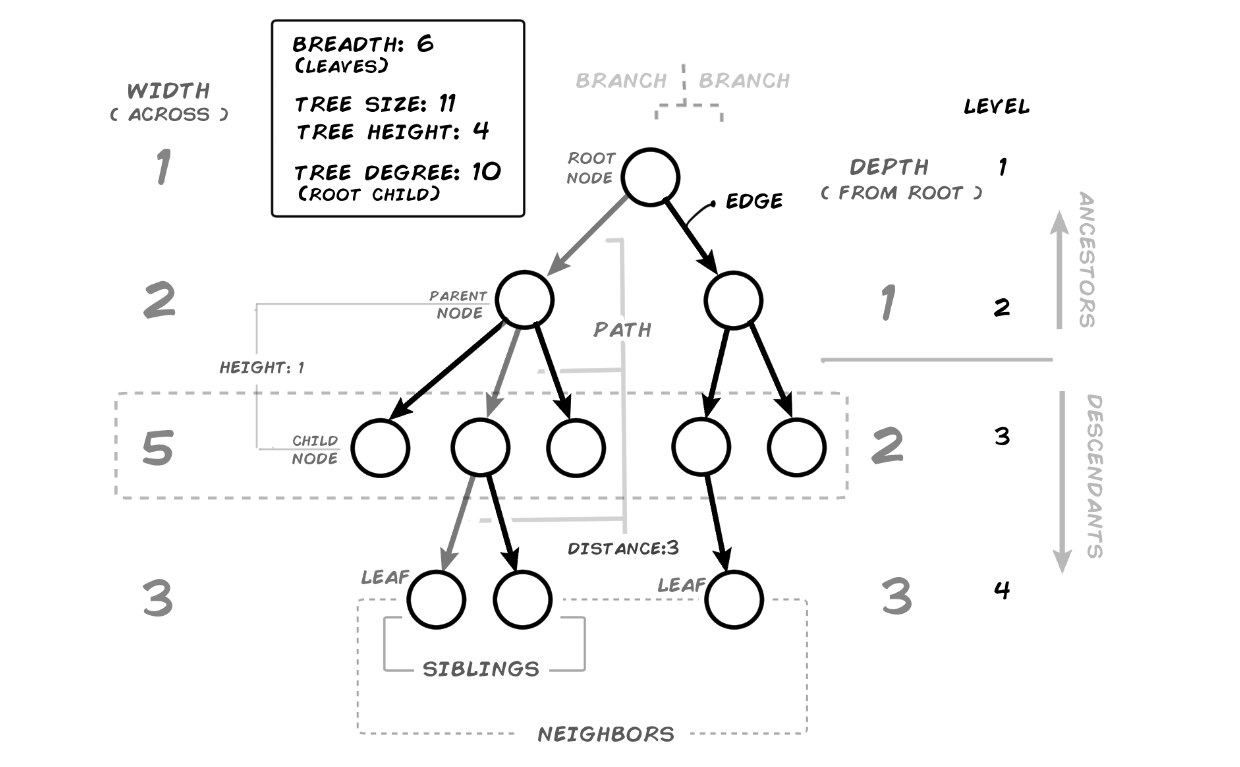 BREADTH: 6
(LEAVES)
TREE SIZE: 11
TREE HEIGHT: 4
TREE DEGREE: 10
(ROOT CHILD)
WIDTH
( ACROSS )
BRANCH BRANCH
LEVEL
1
ROOT
NODE
DEPTH
( FROM ROOT )
1
EDGE
ANCESTORS
2
PARENT
NODE
PATH
1
2
HEIGHT: 1
5
CHILD
NODE
2
3
DESCENDANTS
DISTANCE:3
3
LEAF
LEAF
3
4
SIBLINGS
NEIGHBORS